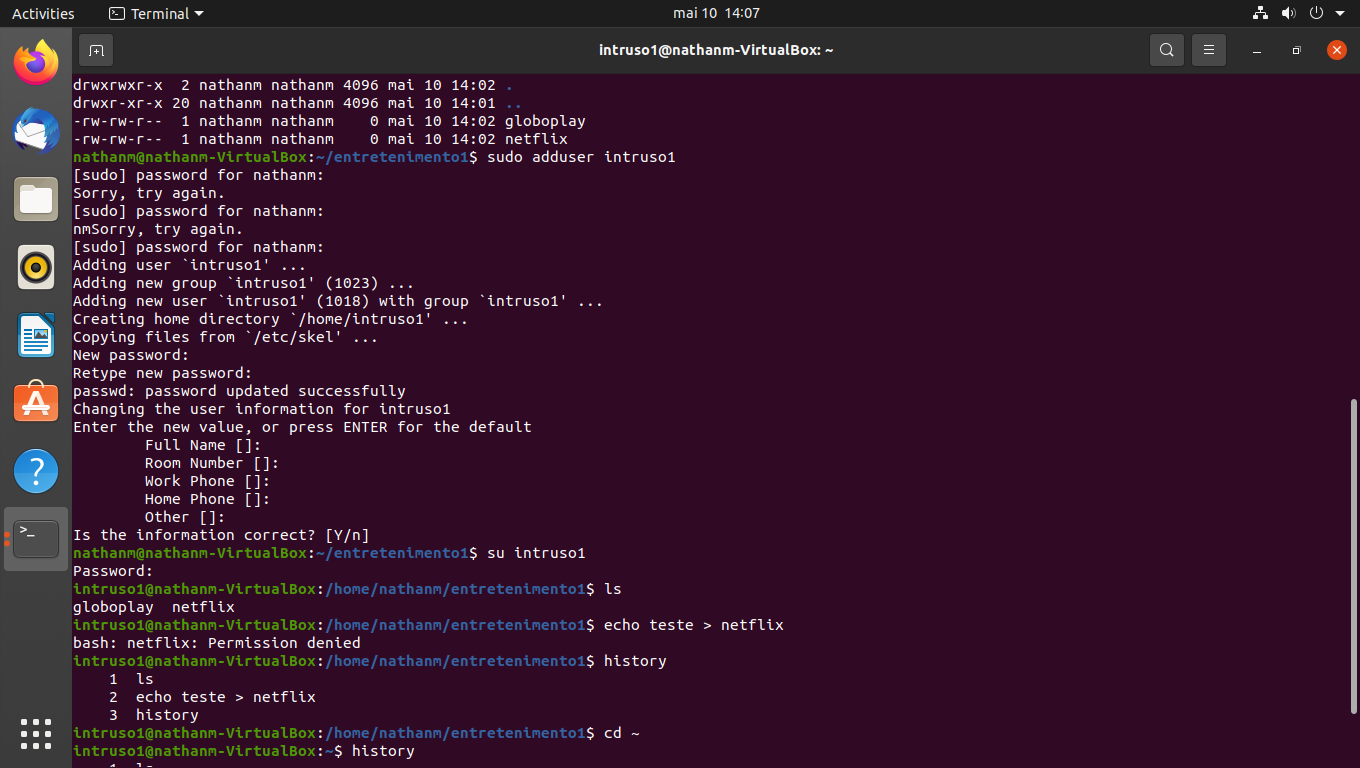 Activities Terminal mai 10 14:07
intruso1@nathanm-VirtualBox: ~
drwxrwxr-x  2 nathanm nathanm 4096 mai 10 14:02 .
drwxr-xr-x 20 nathanm nathanm 4096 mai 10 14:01 ..
-rw-rw-r--  1 nathanm nathanm    0 mai 10 14:02 globoplay
-rw-rw-r--  1 nathanm nathanm    0 mai 10 14:02 netflix
nathanm@nathanm-VirtualBox:~/entretenimento1$ sudo adduser intruso1
[sudo] password for nathanm:
Sorry, try again.
[sudo] password for nathanm:
nmSorry, try again.
[sudo] password for nathanm:
Adding user `intruso1' ...
Adding new group `intruso1' (1023) ...
Adding new user `intruso1' (1018) with group `intruso1' ...
Creating home directory `/home/intruso1' ...
Copying files from `/etc/skel' ...
New password:
Retype new password:
passwd: password updated successfully
Changing the user information for intruso1
Enter the new value, or press ENTER for the default
        Full Name []:
        Room Number []:
        Work Phone []:
        Home Phone []:
        Other []:
Is the information correct? [Y/n]
nathanm@nathanm-VirtualBox:~/entretenimento1$ su intruso1
Password:
intruso1@nathanm-VirtualBox:/home/nathanm/entretenimento1$ ls
globoplay  netflix
intruso1@nathanm-VirtualBox:/home/nathanm/entretenimento1$ echo teste > netflix
bash: netflix: Permission denied
intruso1@nathanm-VirtualBox:/home/nathanm/entretenimento1$ history
    1  ls
    2  echo teste > netflix
    3  history
intruso1@nathanm-VirtualBox:/home/nathanm/entretenimento1$ cd ~
intruso1@nathanm-VirtualBox:~$ history
    1  ls